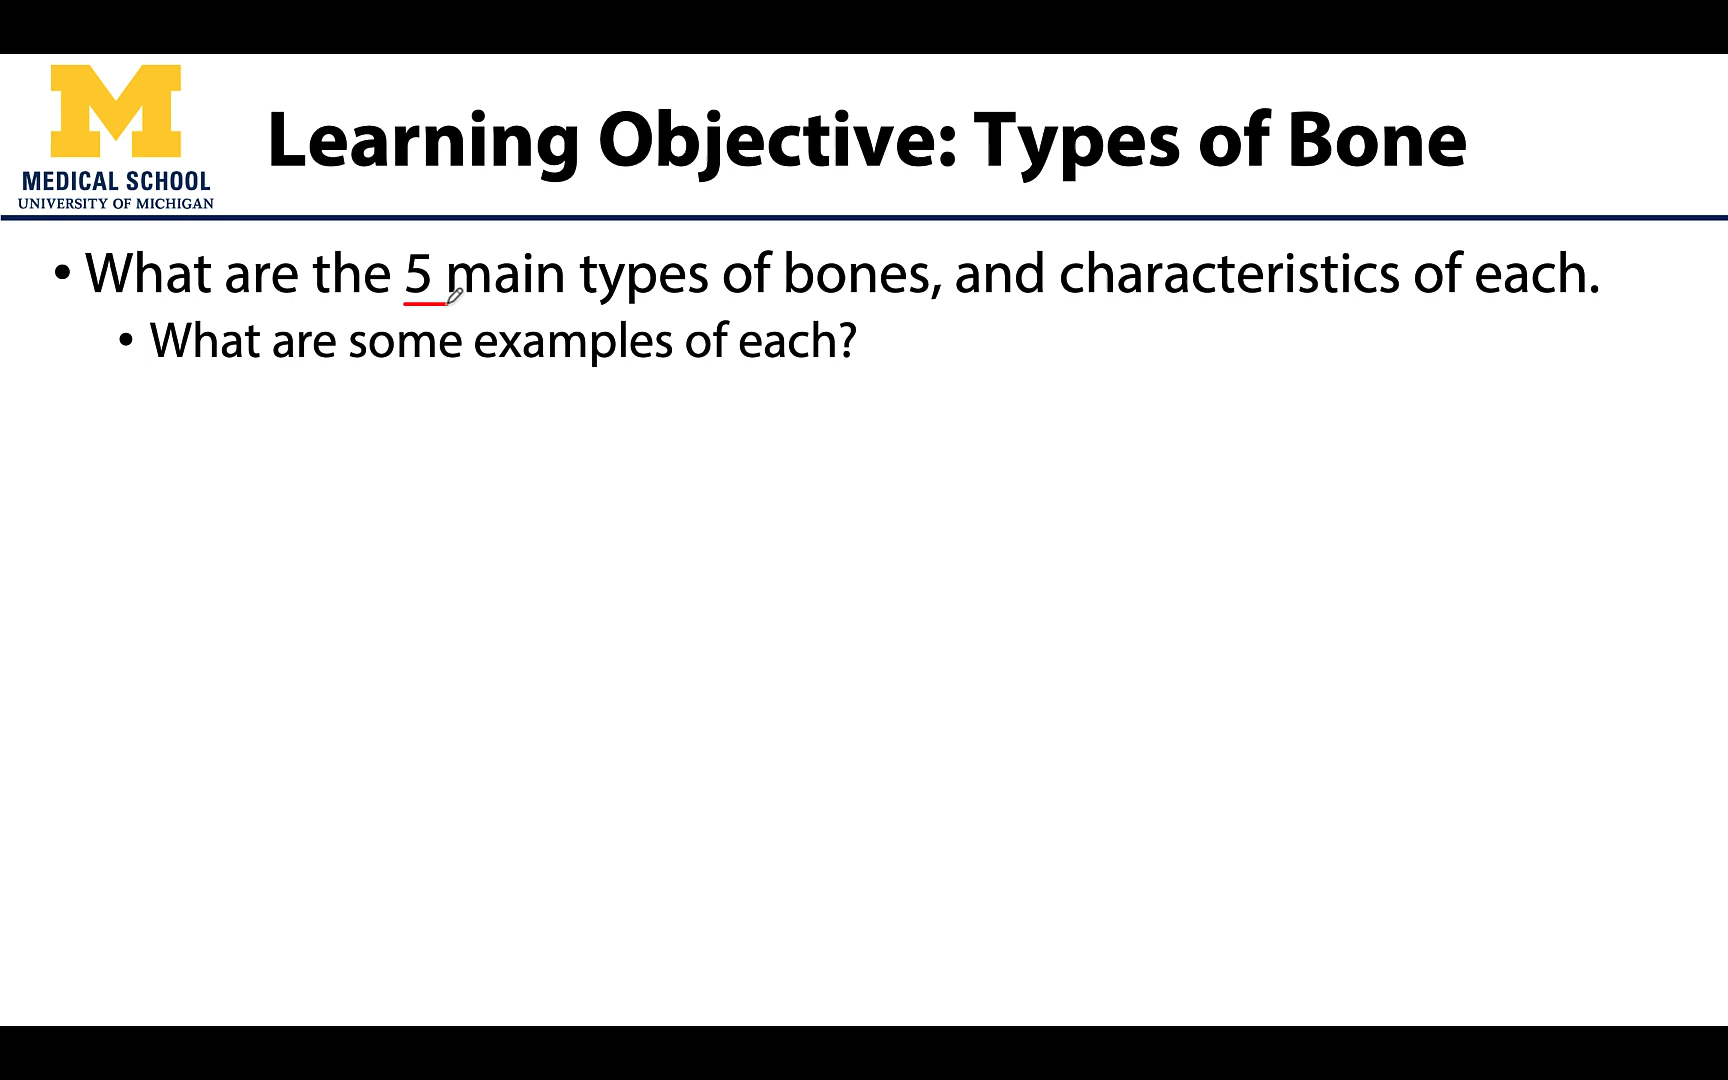 M
MEDICAL SCHOOL
UNIVERSITY OF MICHIGAN
Learning Objective: Types of Bone
• What are the 5 main types of bones, and characteristics of each.
• What are some examples of each?